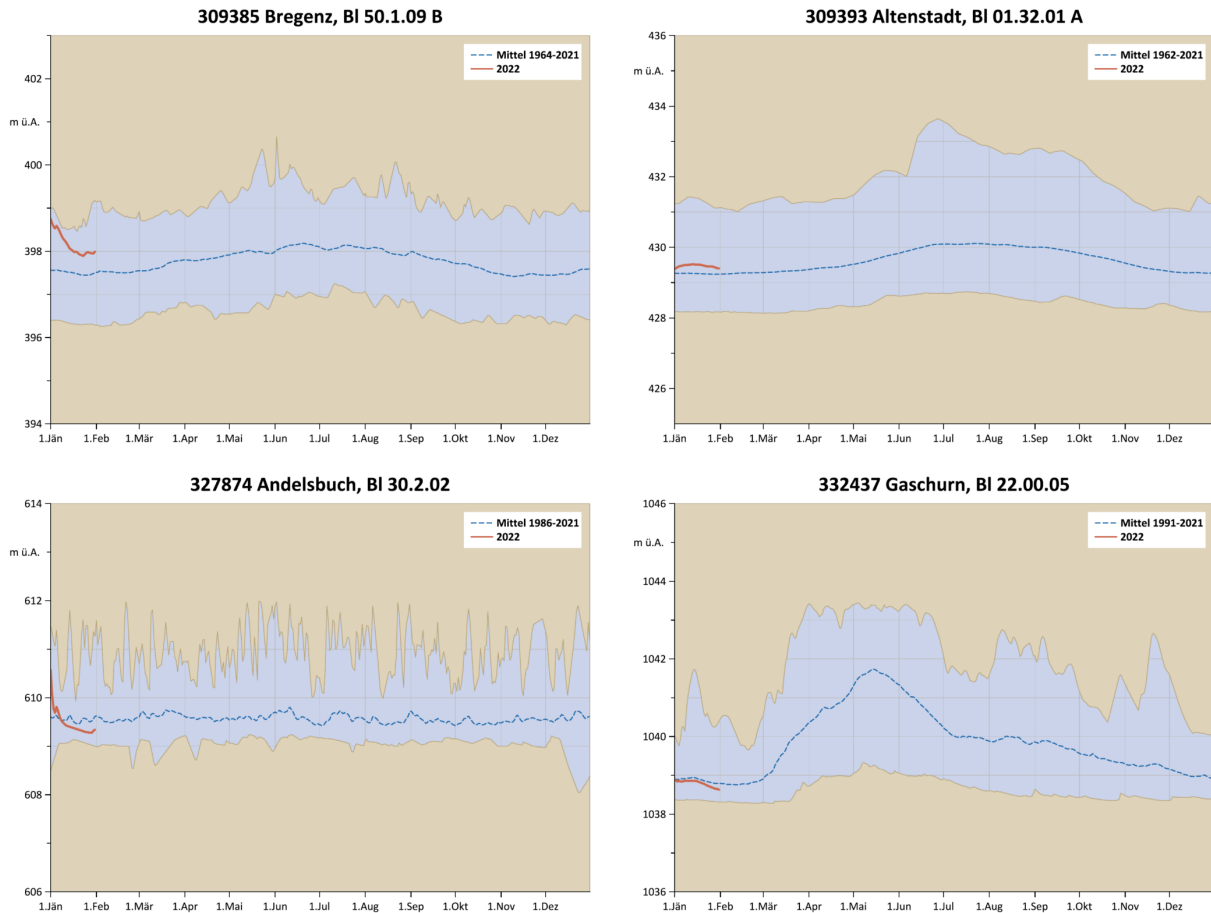 309385 Bregenz, Bl 50.1.09 B
402
m ü.A.
400
398
396
394
Mittel 1964-2021
2022
1.Jän 1.Feb 1.Mär 1.Apr 1.Mai 1.Jun 1.Jul 1.Aug 1.Sep 1.Okt 1.Nov 1.Dez
309393 Altenstadt, Bl 01.32.01 A
436
m ü.A.
434
432
430
428
426
Mittel 1962-2021
2022
1.Jän 1.Feb 1.Mär 1.Apr 1.Mai 1.Jun 1.Jul 1.Aug 1.Sep 1.Okt 1.Nov 1.Dez
327874 Andelsbuch, Bl 30.2.02
614
m ü.A.
612
610
608
606
Mittel 1986-2021
2022
1.Jän 1.Feb 1.Mär 1.Apr 1.Mai 1.Jun 1.Jul 1.Aug 1.Sep 1.Okt 1.Nov 1.Dez
332437 Gaschurn, Bl 22.00.05
1046
m ü.A.
1044
1042
1040
1038
1036
Mittel 1991-2021
2022
1.Jän 1.Feb 1.Mär 1.Apr 1.Mai 1.Jun 1.Jul 1.Aug 1.Sep 1.Okt 1.Nov 1.Dez